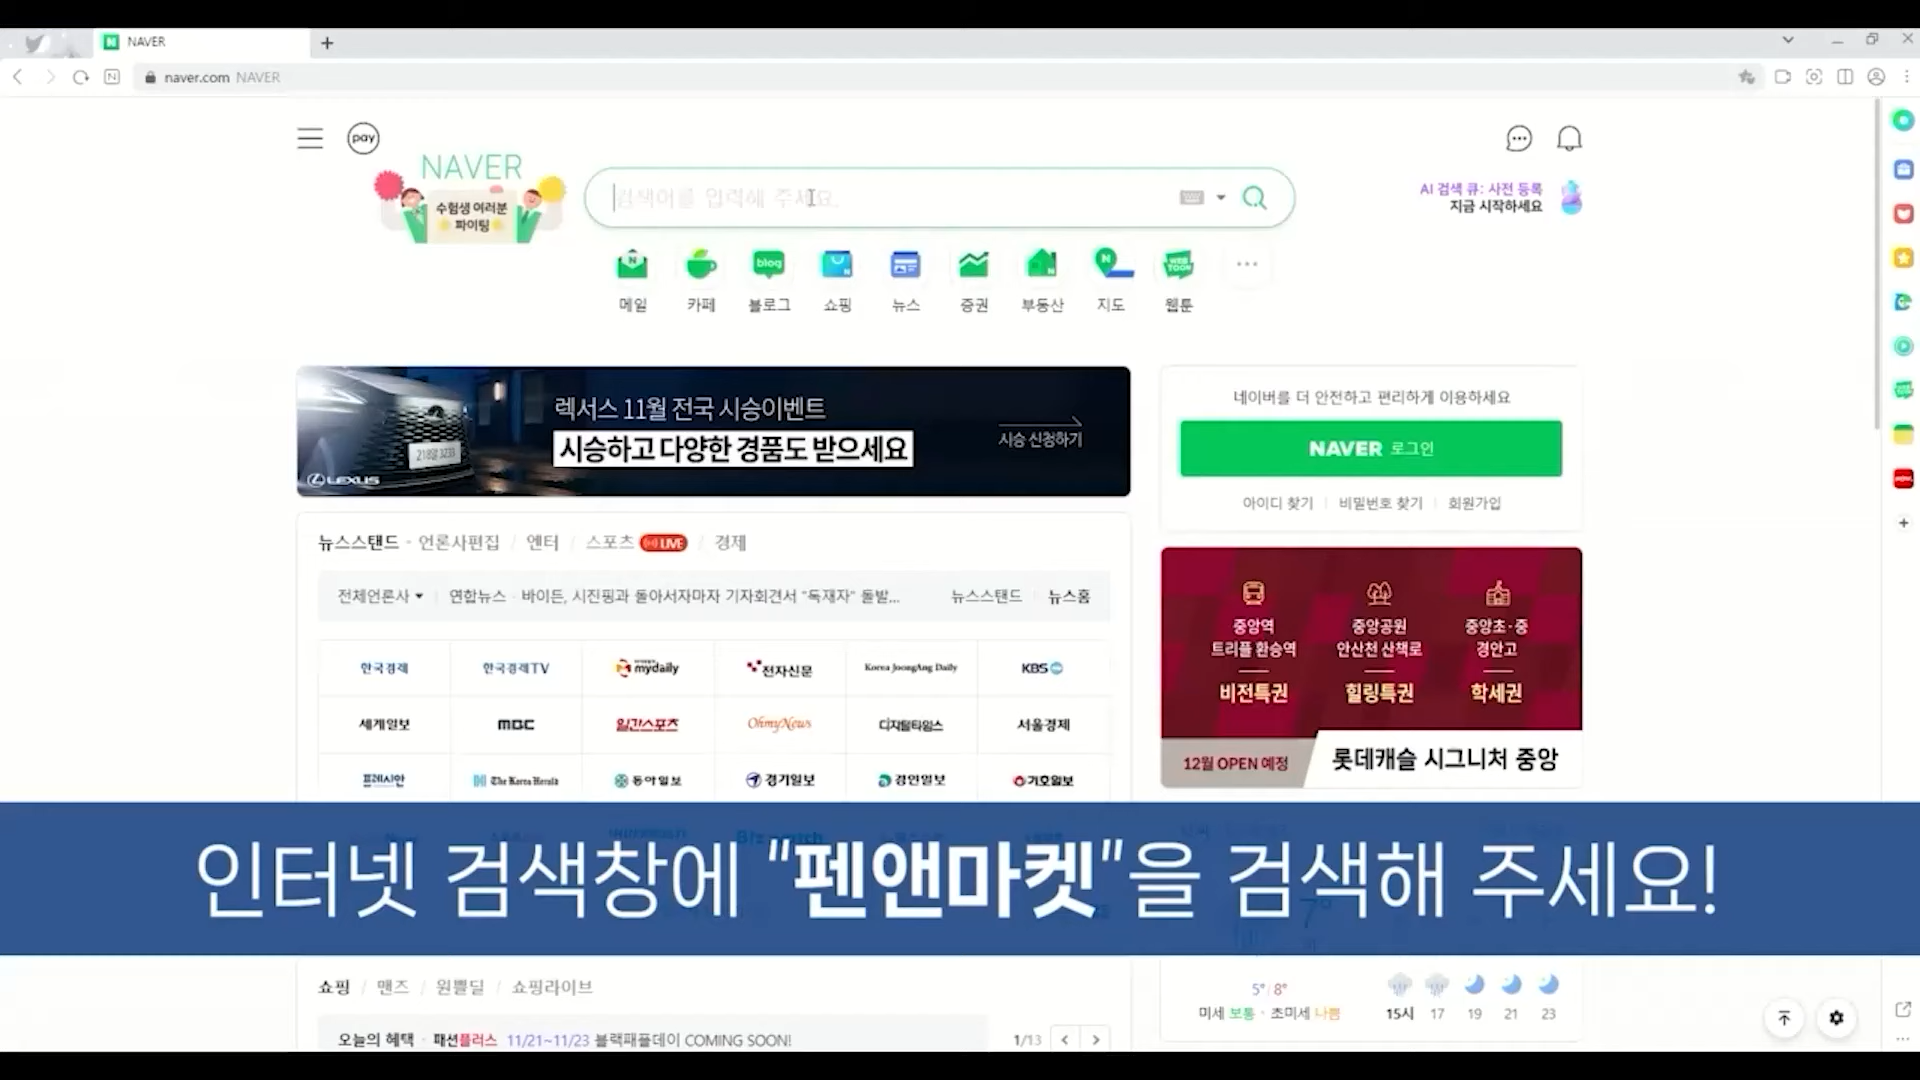 NAVER
naver.com NAVER
pay
NAVER
수험생 여러분
파이팅
검색어를 입력해 주세요.
AI 검색 큐: 사전 등록
지금 시작하세요
메일
카페
blog
블로그
쇼핑
뉴스
증권
부동산
지도
WEB
TOON
웹툰
렉서스 11월 전국 시승이벤트
시승하고 다양한 경품도 받으세요
시승 신청하기
LEXUS
네이버를 더 안전하고 편리하게 이용하세요
NAVER 로그인
아이디 찾기 비밀번호 찾기 회원가입
뉴스스탠드 · 언론사편집 / 엔터 / 스포츠 LIVE / 경제
전체언론사 연합뉴스 · 바이든, 시진핑과 돌아서자마자 기자회견서 "독재자" 돌발... 뉴스스탠드 뉴스홈
한국경제 한국경제TV mydaily 전자신문 Korea JoongAng Daily KBS
세계일보 MBC 일간스포츠 OhmyNews 디지털타임스 서울경제
프레시안 The Korea Herald 동아일보 경기일보 경인일보 기호일보
중앙역
트리플 환승역
비전특권
중앙공원
안산천 산책로
힐링특권
중앙초·중
경안고
학세권
12월 OPEN 예정
롯데캐슬 시그니처 중앙
인터넷 검색창에 "펜앤마켓"을 검색해 주세요!
쇼핑 / 맨즈 / 원쁠딜 / 쇼핑라이브
오늘의 혜택 · 패션플러스 11/21~11/23 블랙패플데이 COMING SOON!
1/13
5° / 8°
미세 보통 · 초미세 나쁨
15시 17 19 21 23